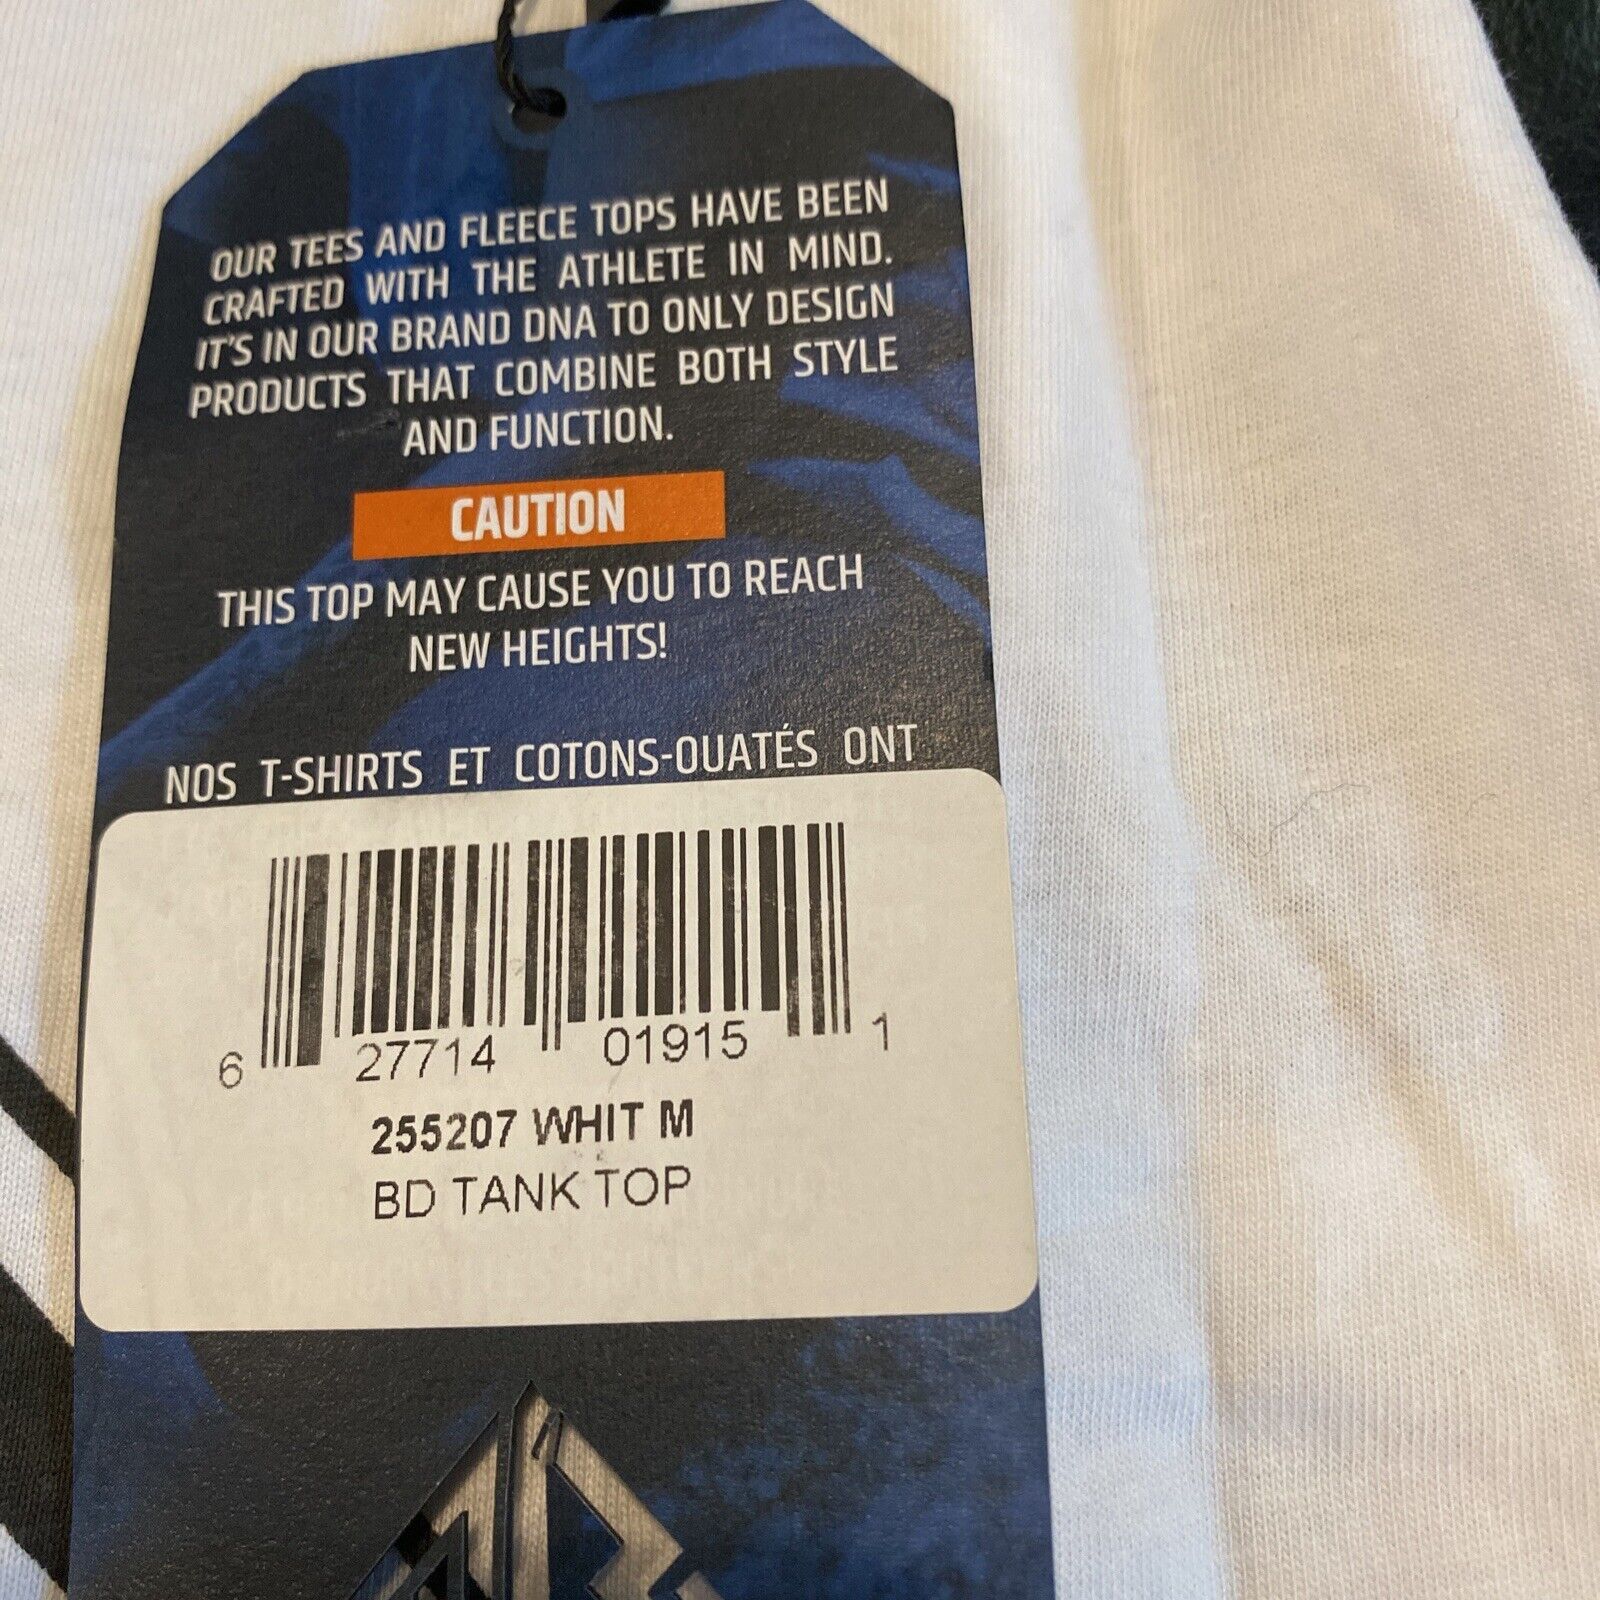 OUR TEES AND FLEECE TOPS HAVE BEEN
CRAFTED WITH THE ATHLETE IN MIND.
IT'S IN OUR BRAND DNA TO ONLY DESIGN
PRODUCTS THAT COMBINE BOTH STYLE
AND FUNCTION.
CAUTION
THIS TOP MAY CAUSE YOU TO REACH
NEW HEIGHTS!
NOS T-SHIRTS ET COTONS-OUATÉS ONT
6 27714 01915 1
255207 WHIT M
BD TANK TOP